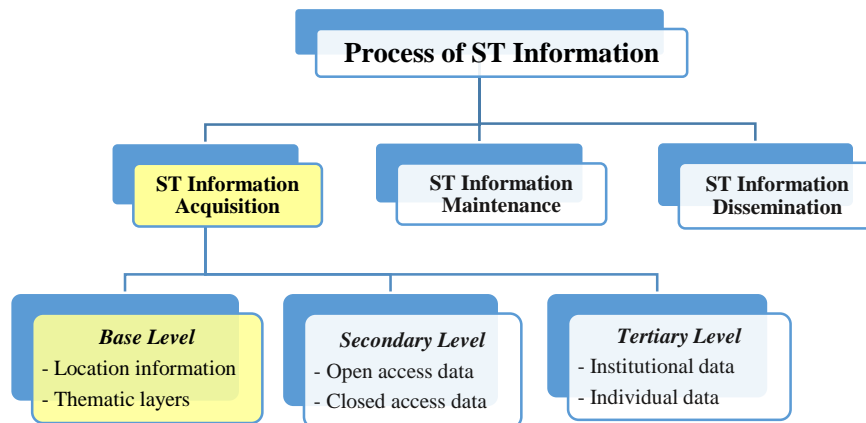 Process of ST Information
ST Information
Acquisition
ST Information
Maintenance
ST Information
Dissemination
Base Level
- Location information
- Thematic layers
Secondary Level
- Open access data
- Closed access data
Tertiary Level
- Institutional data
- Individual data